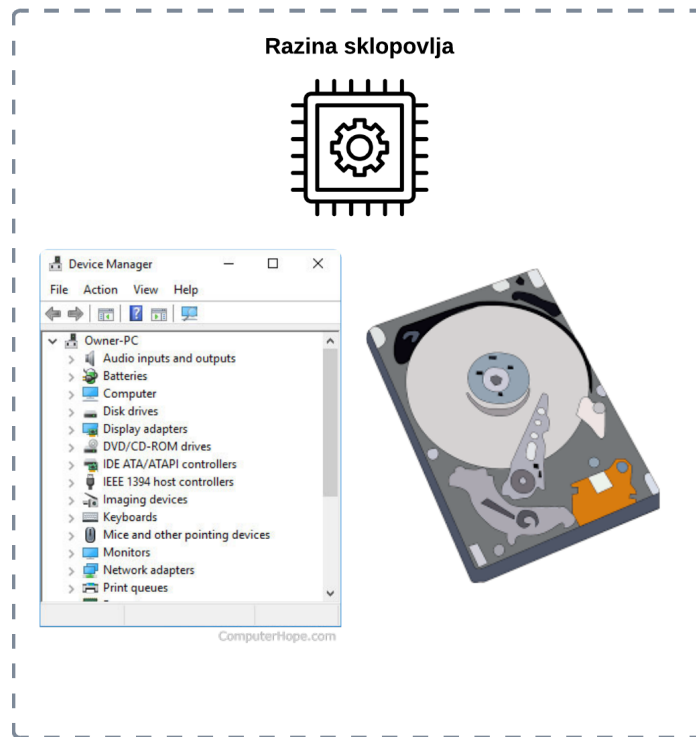 Razina sklopovlja
Device Manager
File Action View Help
Owner-PC
Audio inputs and outputs
Batteries
Computer
Disk drives
Display adapters
DVD/CD-ROM drives
IDE ATA/ATAPI controllers
IEEE 1394 host controllers
Imaging devices
Keyboards
Mice and other pointing devices
Monitors
Network adapters
Print queues
ComputerHope.com